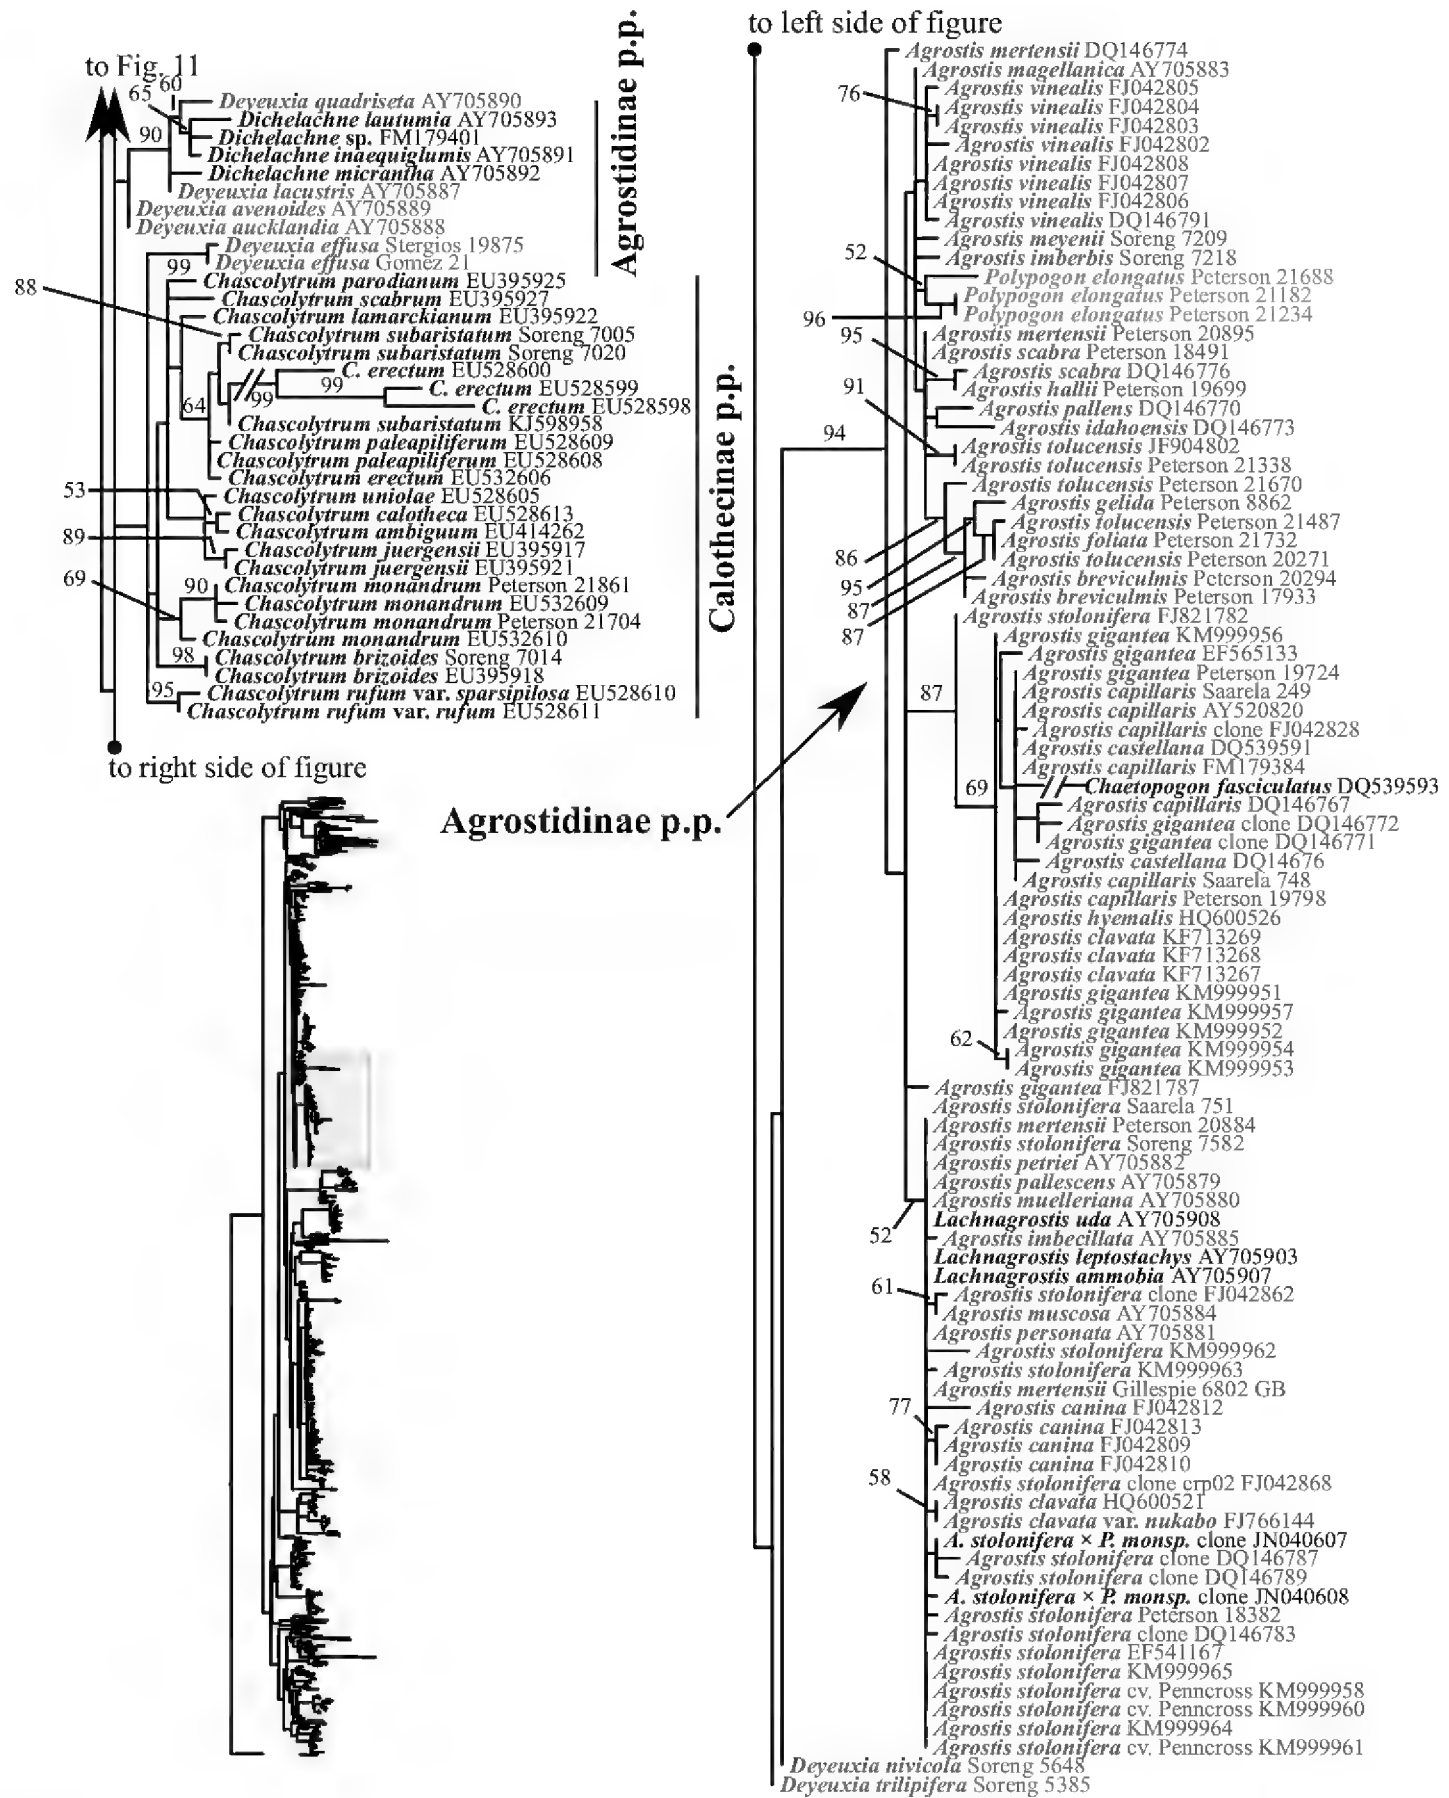 to Fig. 11
60
65
Deyeuxia quadriseta AY705890
Dichelachne lautumia AY705893
90
Dichelachne sp. FM179401
Dichelachne inaequiglumis AY705891
Dichelachne micrantha AY705892
Deyeuxia lacustris AY705887
Deyeuxia avenoides AY705889
Deyeuxia aucklandia AY705888
Deyeuxia effusa Stergios 19875
Deyeuxia effusa Gomez 21
99
Agrostidinae p.p.
Chascolytrum parodianum EU395925
88
Chascolytrum scabrum EU395927
Chascolytrum lamarckianum EU395922
Chascolytrum subaristatum Soreng 7005
Chascolytrum subaristatum Soreng 7020
C. erectum EU528600
99
C. erectum EU528599
99
64
C. erectum EU528598
Chascolytrum subaristatum KJ598958
Chascolytrum paleapiliferum EU528609
Chascolytrum paleapiliferum EU528608
Chascolytrum erectum EU532606
53
Chascolytrum uniolae EU528605
Chascolytrum calotheca EU528613
Chascolytrum ambiguum EU414262
89
Chascolytrum juergensii EU395917
Chascolytrum juergensii EU395921
69
90
Chascolytrum monandrum Peterson 21861
Chascolytrum monandrum EU532609
Chascolytrum monandrum Peterson 21704
Chascolytrum monandrum EU532610
98
Chascolytrum brizoides Soreng 7014
Chascolytrum brizoides EU395918
95
Chascolytrum rufum var. sparsipilosa EU528610
Chascolytrum rufum var. rufum EU528611
Calothecinae p.p.
to right side of figure
Agrostidinae p.p.
to left side of figure
Agrostis mertensii DQ146774
Agrostis magellanica AY705883
76
Agrostis vinealis FJ042805
Agrostis vinealis FJ042804
Agrostis vinealis FJ042803
Agrostis vinealis FJ042802
Agrostis vinealis FJ042808
Agrostis vinealis FJ042807
Agrostis vinealis FJ042806
Agrostis vinealis DQ146791
Agrostis meyenii Soreng 7209
52
Agrostis imberbis Soreng 7218
Polypogon elongatus Peterson 21688
Polypogon elongatus Peterson 21182
96
Polypogon elongatus Peterson 21234
95
Agrostis mertensii Peterson 20895
Agrostis scabra Peterson 18491
Agrostis scabra DQ146776
91
Agrostis hallii Peterson 19699
Agrostis pallens DQ146770
Agrostis idahoensis DQ146773
94
Agrostis tolucensis JF904802
Agrostis tolucensis Peterson 21338
Agrostis tolucensis Peterson 21670
Agrostis gelida Peterson 8862
Agrostis tolucensis Peterson 21487
Agrostis foliata Peterson 21732
86
Agrostis tolucensis Peterson 20271
95
Agrostis breviculmis Peterson 20294
87
Agrostis breviculmis Peterson 17933
87
Agrostis stolonifera FJ821782
Agrostis gigantea KM999956
Agrostis gigantea EF565133
Agrostis gigantea Peterson 19724
87
Agrostis capillaris Saarela 249
Agrostis capillaris AY520820
Agrostis capillaris clone FJ042828
Agrostis castellana DQ539591
Agrostis capillaris FM179384
69
Chaetopogon fasciculatus DQ539593
Agrostis capillaris DQ146767
Agrostis gigantea clone DQ146772
Agrostis gigantea clone DQ146771
Agrostis castellana DQ14676
Agrostis capillaris Saarela 748
Agrostis capillaris Peterson 19798
Agrostis hyemalis HQ600526
Agrostis clavata KF713269
Agrostis clavata KF713268
Agrostis clavata KF713267
Agrostis gigantea KM999951
Agrostis gigantea KM999957
Agrostis gigantea KM999952
62
Agrostis gigantea KM999954
Agrostis gigantea KM999953
Agrostis gigantea FJ821787
Agrostis stolonifera Saarela 751
Agrostis mertensii Peterson 20884
Agrostis stolonifera Soreng 7582
Agrostis petriei AY705882
Agrostis pallescens AY705879
Agrostis muelleriana AY705880
Lachnagrostis uda AY705908
52
Agrostis imbecillata AY705885
Lachnagrostis leptostachys AY705903
Lachnagrostis ammobia AY705907
61
Agrostis stolonifera clone FJ042862
Agrostis muscosa AY705884
Agrostis personata AY705881
Agrostis stolonifera KM999962
Agrostis stolonifera KM999963
Agrostis mertensii Gillespie 6802 GB
77
Agrostis canina FJ042812
Agrostis canina FJ042813
Agrostis canina FJ042809
Agrostis canina FJ042810
58
Agrostis stolonifera clone crp02 FJ042868
Agrostis clavata HQ600521
Agrostis clavata var. nukabo FJ766144
A. stolonifera × P. monsp. clone JN040607
Agrostis stolonifera clone DQ146787
Agrostis stolonifera clone DQ146789
A. stolonifera × P. monsp. clone JN040608
Agrostis stolonifera Peterson 18382
Agrostis stolonifera clone DQ146783
Agrostis stolonifera EF541167
Agrostis stolonifera KM999965
Agrostis stolonifera cv. Penncross KM999958
Agrostis stolonifera cv. Penncross KM999960
Agrostis stolonifera KM999964
Agrostis stolonifera cv. Penncross KM999961
Deyeuxia nivicola Soreng 5648
Deyeuxia trilipifera Soreng 5385